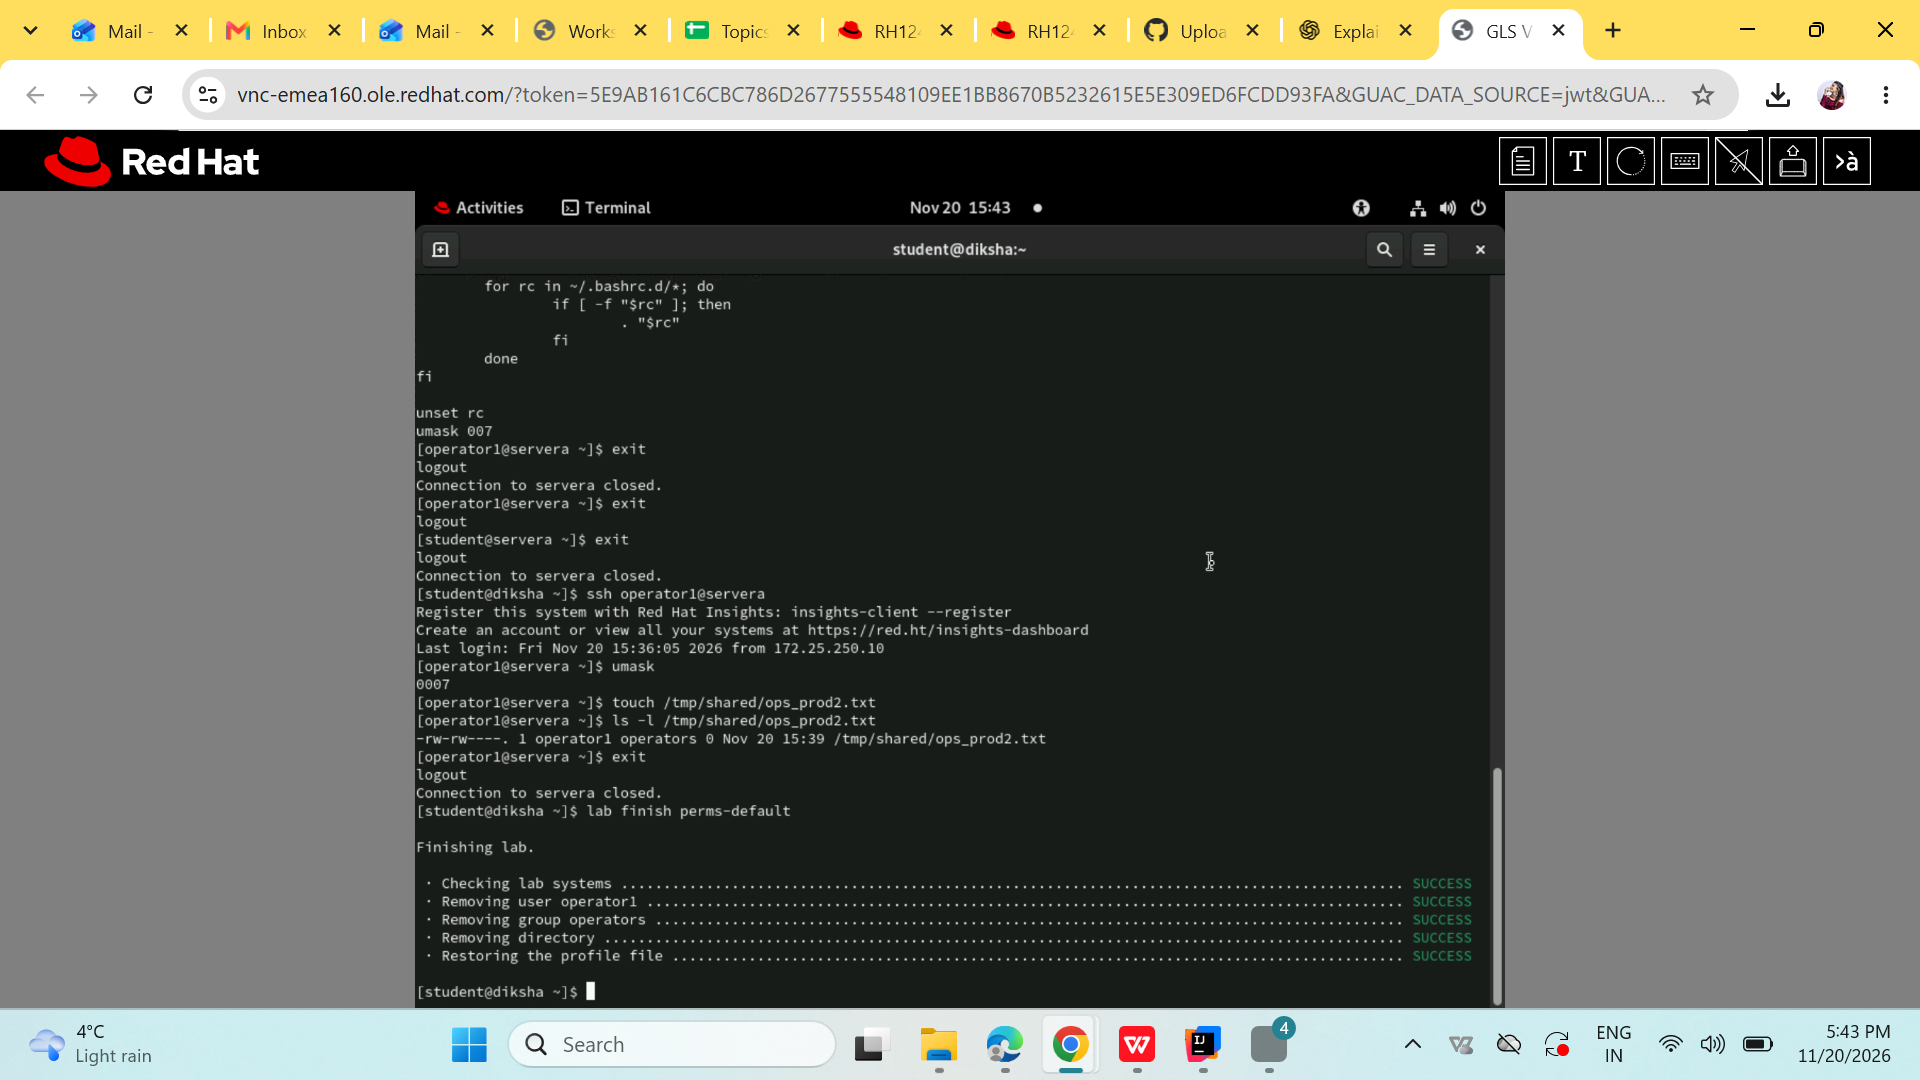 Mail -
Inbox
Mail -
Works
Topics
RH12
RH12
Uploa
Explai
GLS V
vnc-emea160.ole.redhat.com/?token=5E9AB161C6CBC786D2677555548109EE1BB8670B5232615E5E309ED6FCDD93FA&GUAC_DATA_SOURCE=jwt&GUA...
Red Hat
T
>à
Activities
Terminal
Nov 20 15:43
student@diksha:~
for rc in ~/.bashrc.d/*; do
if [ -f "$rc" ]; then
. "$rc"
fi
done
fi
unset rc
umask 007
[operator1@servera ~]$ exit
logout
Connection to servera closed.
[operator1@servera ~]$ exit
logout
[student@servera ~]$ exit
logout
Connection to servera closed.
[student@diksha ~]$ ssh operator1@servera
Register this system with Red Hat Insights: insights-client --register
Create an account or view all your systems at https://red.ht/insights-dashboard
Last login: Fri Nov 20 15:36:05 2026 from 172.25.250.10
[operator1@servera ~]$ umask
0007
[operator1@servera ~]$ touch /tmp/shared/ops_prod2.txt
[operator1@servera ~]$ ls -l /tmp/shared/ops_prod2.txt
-rw-rw----. 1 operator1 operators 0 Nov 20 15:39 /tmp/shared/ops_prod2.txt
[operator1@servera ~]$ exit
logout
Connection to servera closed.
[student@diksha ~]$ lab finish perms-default
Finishing lab.
· Checking lab systems ........................................................................................... SUCCESS
· Removing user operator1 ........................................................................................ SUCCESS
· Removing group operators ....................................................................................... SUCCESS
· Removing directory ............................................................................................. SUCCESS
· Restoring the profile file ..................................................................................... SUCCESS
[student@diksha ~]$
4°C
Light rain
Search
4
ENG
IN
5:43 PM
11/20/2026